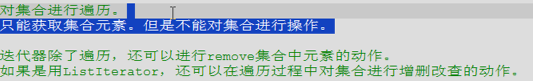 对集合进行遍历。
只能获取集合元素。但是不能对集合进行操作。
迭代器除了遍历，还可以进行remove集合中元素的动作。
如果是用ListIterator，还可以在遍历过程中对集合进行增删改查的动作。